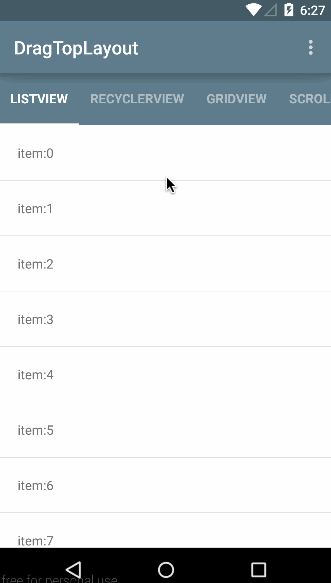 6:27
DragTopLayout
LISTVIEW RECYCLERVIEW GRIDVIEW SCROL
item:0
item:1
item:2
item:3
item:4
item:5
item:6
item:7
free for personal use